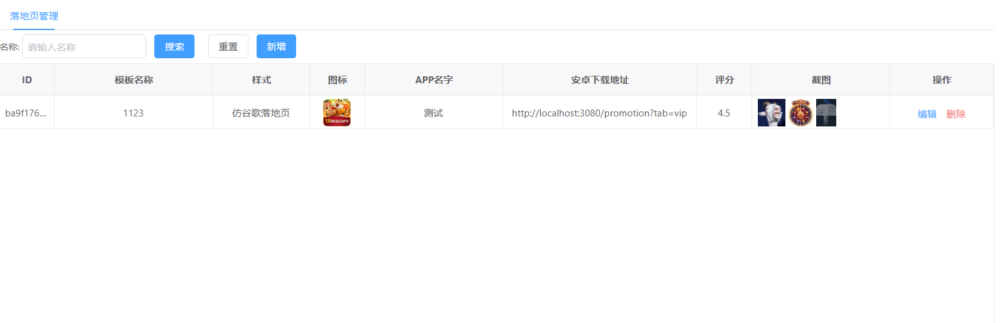 落地页管理
名称: 请输入名称 搜索 重置 新增
ID 模板名称 样式 图标 APP名字 安卓下载地址 评分 截图 操作
ba9f176... 1123 仿谷歌落地页 15bra.com 测试 http://localhost:3080/promotion?tab=vip 4.5 编辑 删除